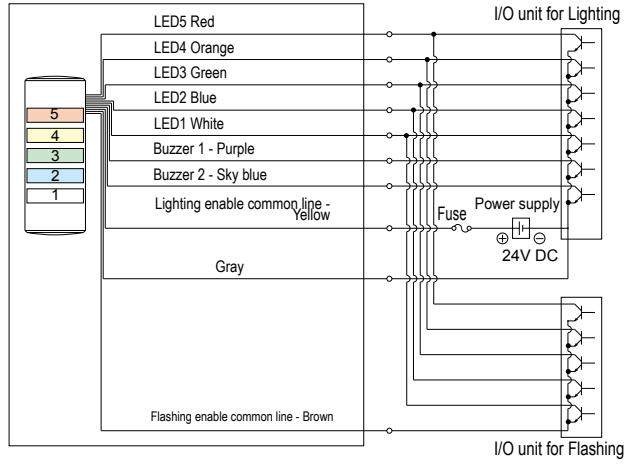 I/O unit for Lighting
LED5 Red
LED4 Orange
LED3 Green
LED2 Blue
LED1 White
Buzzer 1 - Purple
Buzzer 2 - Sky blue
Lighting enable common line -
Yellow
Fuse
Power supply
⊕ ⊖
24V DC
Gray
5
4
3
2
1
Flashing enable common line - Brown
I/O unit for Flashing